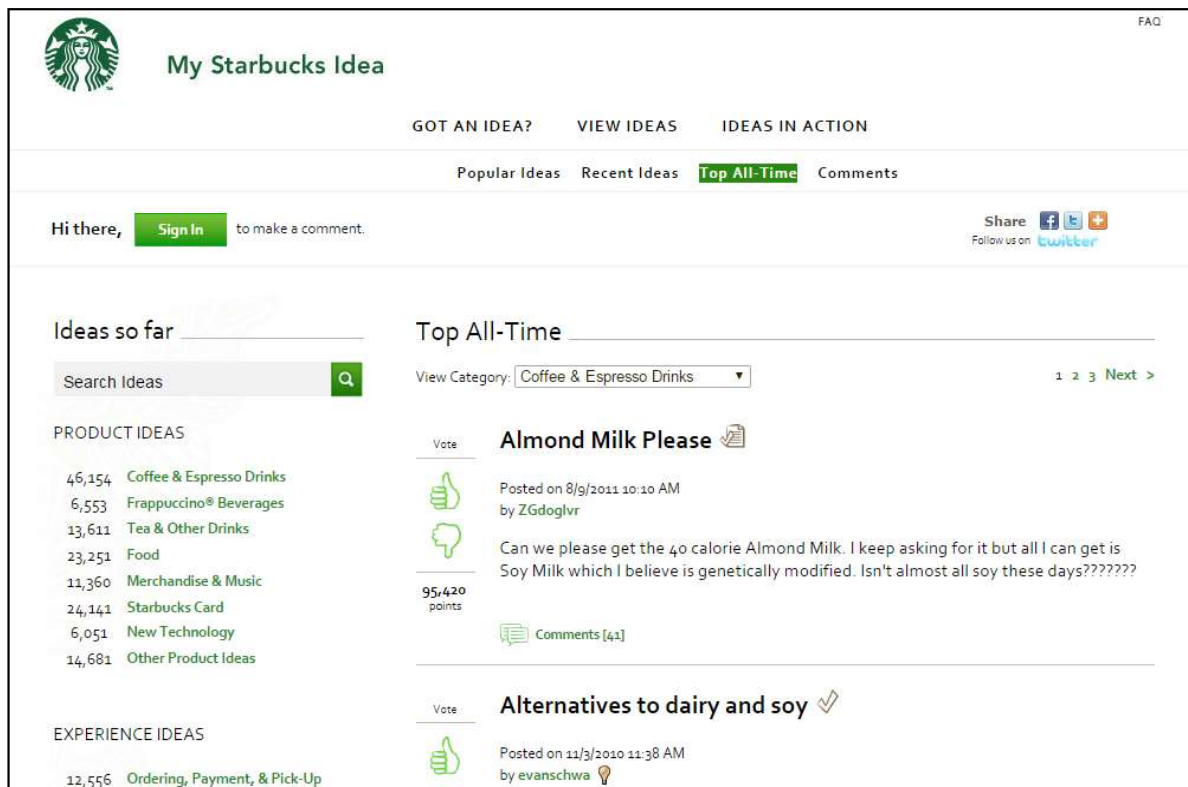 FAQ
My Starbucks Idea
GOT AN IDEA? VIEW IDEAS IDEAS IN ACTION
Popular Ideas Recent Ideas Top All-Time Comments
Hi there, Sign In to make a comment.
Share
Follow us on twitter
Ideas so far
Search Ideas
PRODUCT IDEAS
46,154 Coffee & Espresso Drinks
6,553 Frappuccino® Beverages
13,611 Tea & Other Drinks
23,251 Food
11,360 Merchandise & Music
24,141 Starbucks Card
6,051 New Technology
14,681 Other Product Ideas
EXPERIENCE IDEAS
12,556 Ordering, Payment, & Pick-Up
Top All-Time
View Category: Coffee & Espresso Drinks
1 2 3 Next >
Vote
Almond Milk Please
Posted on 8/9/2011 10:10 AM
by ZGdoglvr
Can we please get the 40 calorie Almond Milk. I keep asking for it but all I can get is
Soy Milk which I believe is genetically modified. Isn't almost all soy these days???????
95,420
points
Comments [41]
Vote
Alternatives to dairy and soy
Posted on 11/3/2010 11:38 AM
by evanschwa